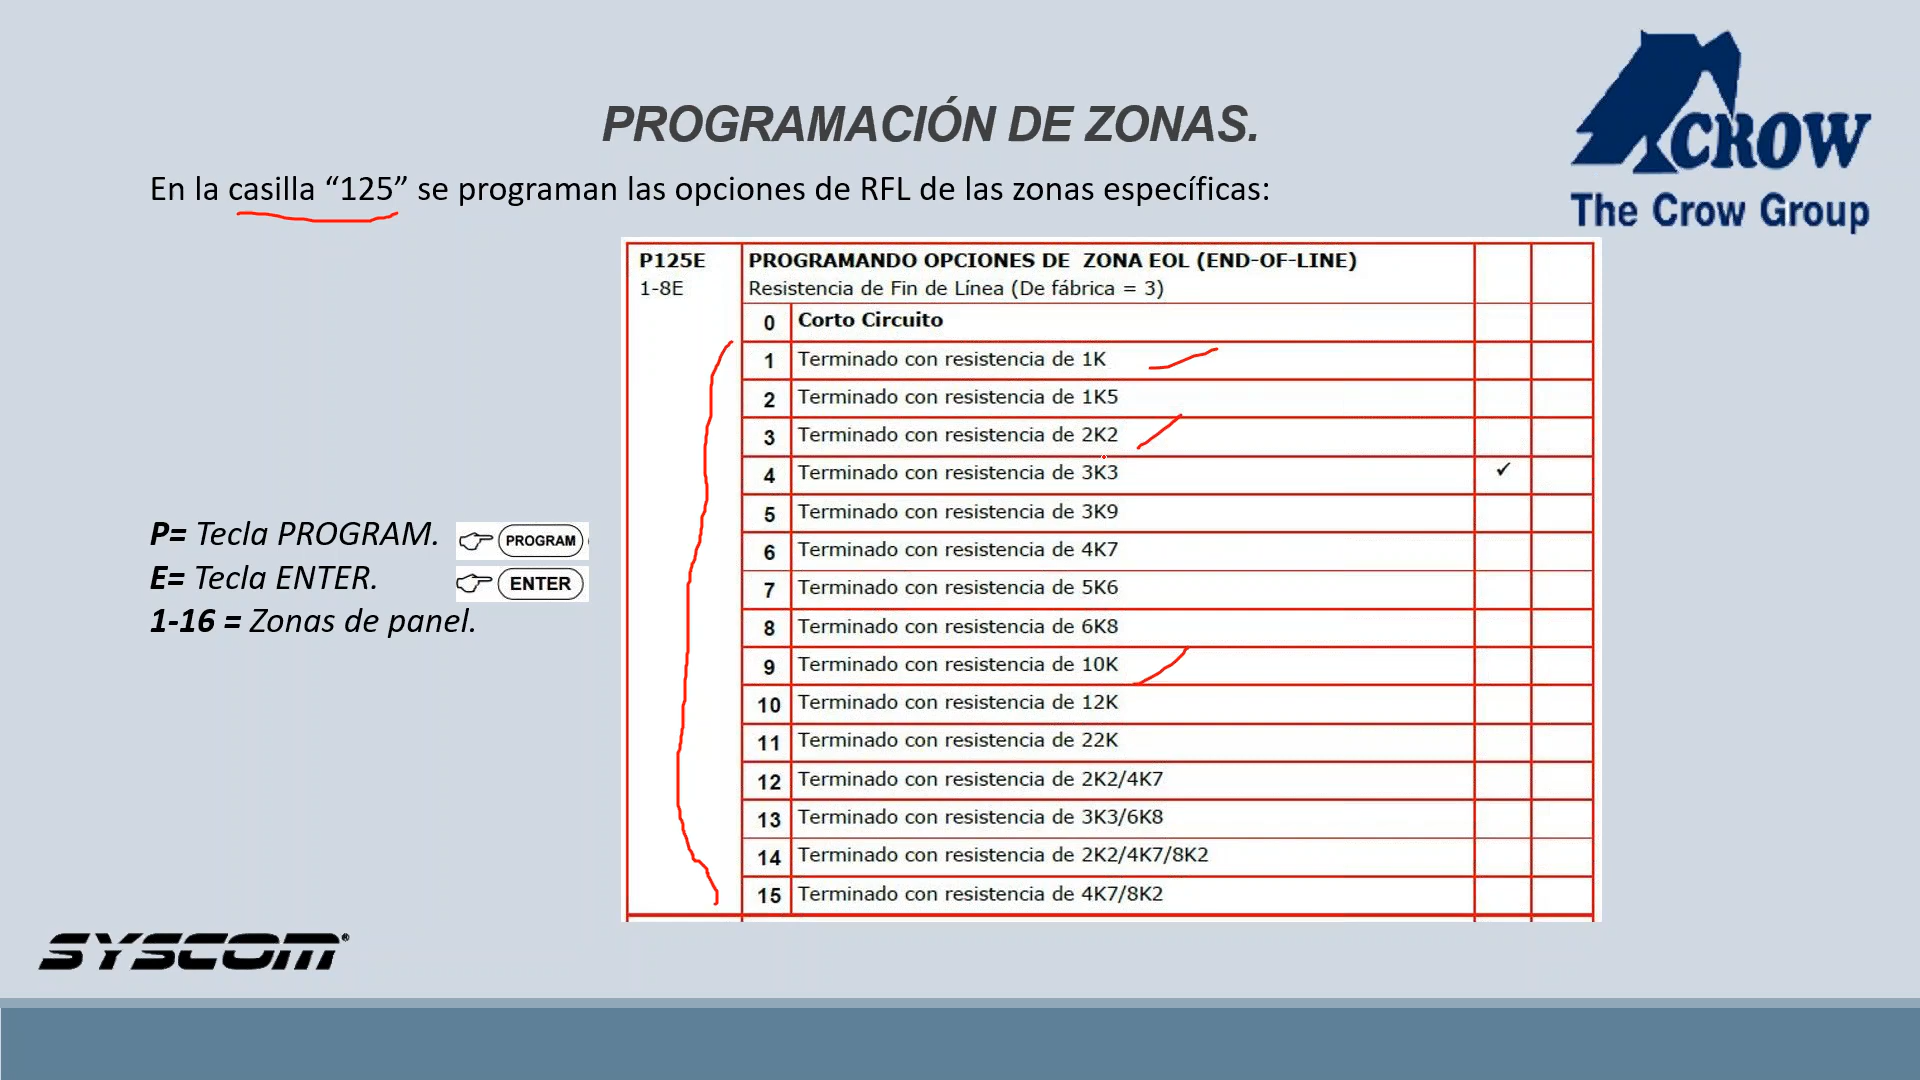 PROGRAMACIÓN DE ZONAS.
CROW
The Crow Group
En la casilla “125” se programan las opciones de RFL de las zonas específicas:
P125E PROGRAMANDO OPCIONES DE ZONA EOL (END-OF-LINE)
1-8E Resistencia de Fin de Línea (De fábrica = 3)
0 Corto Circuito
1 Terminado con resistencia de 1K
2 Terminado con resistencia de 1K5
3 Terminado con resistencia de 2K2
4 Terminado con resistencia de 3K3 ✓
5 Terminado con resistencia de 3K9
6 Terminado con resistencia de 4K7
7 Terminado con resistencia de 5K6
8 Terminado con resistencia de 6K8
9 Terminado con resistencia de 10K
10 Terminado con resistencia de 12K
11 Terminado con resistencia de 22K
12 Terminado con resistencia de 2K2/4K7
13 Terminado con resistencia de 3K3/6K8
14 Terminado con resistencia de 2K2/4K7/8K2
15 Terminado con resistencia de 4K7/8K2
P= Tecla PROGRAM. PROGRAM
E= Tecla ENTER. ENTER
1-16 = Zonas de panel.
SYSCOM®